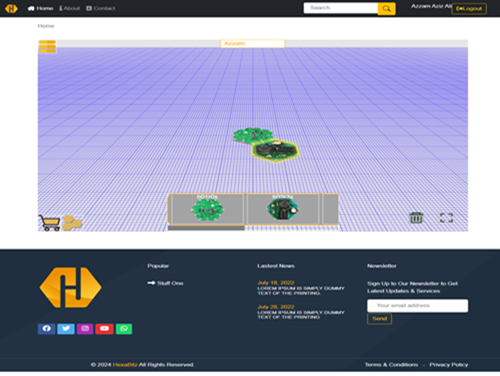 Home
About
Contact
Search
Azzam Aziz Ali
Logout
Home
Azzam
Popular
Stuff One
Lastest News
July 18, 2022
LOREM IPSUM IS SIMPLY DUMMY
TEXT OF THE PRINTING.
July 28, 2022
LOREM IPSUM IS SIMPLY DUMMY
TEXT OF THE PRINTING.
Newsletter
Sign Up to Our Newsletter to Get
Latest Updates & Services
Your email address
Send
© 2024 HexaBitz All Rights Reserved.
Terms & Conditions - Privacy Policy